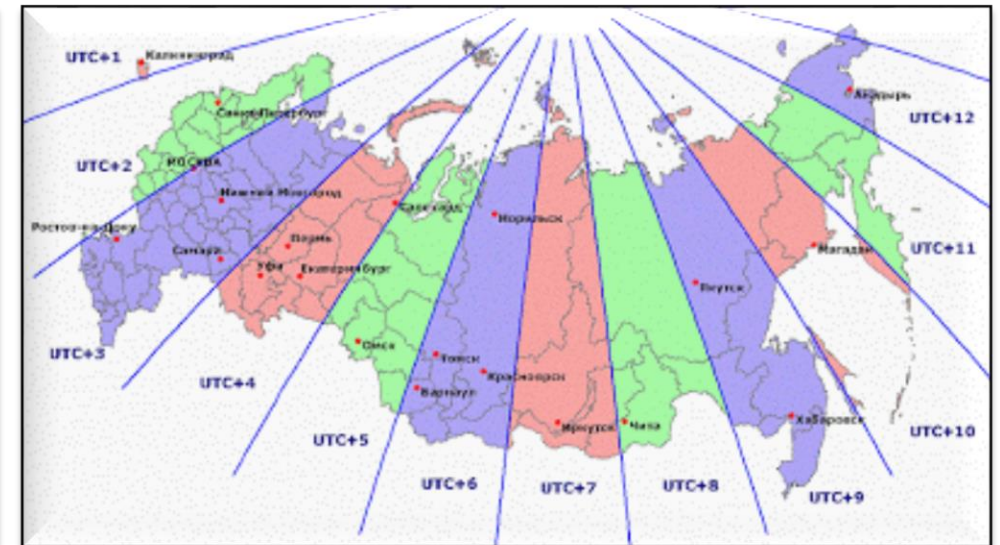 UTC+1
Калининград
Санкт-Петербург
Анадырь
UTC+12
UTC+2
МОСКВА
Нижний Новгород
Салехард
Норильск
Ростов-на-Дону
Самара
Пермь
Уфа
Екатеринбург
Магадан
UTC+11
Якутск
UTC+3
Омск
Томск
Красноярск
UTC+4
Барнаул
Иркутск
Чита
Хабаровск
UTC+10
UTC+5
UTC+6
UTC+7
UTC+8
UTC+9